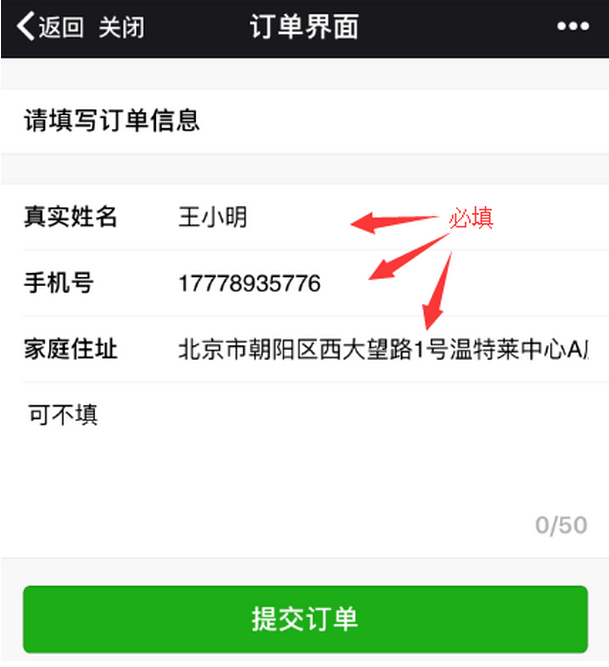 返回 关闭 订单界面
请填写订单信息
真实姓名 王小明 必填
手机号 17778935776
家庭住址 北京市朝阳区西大望路1号温特莱中心A
可不填
0/50
提交订单